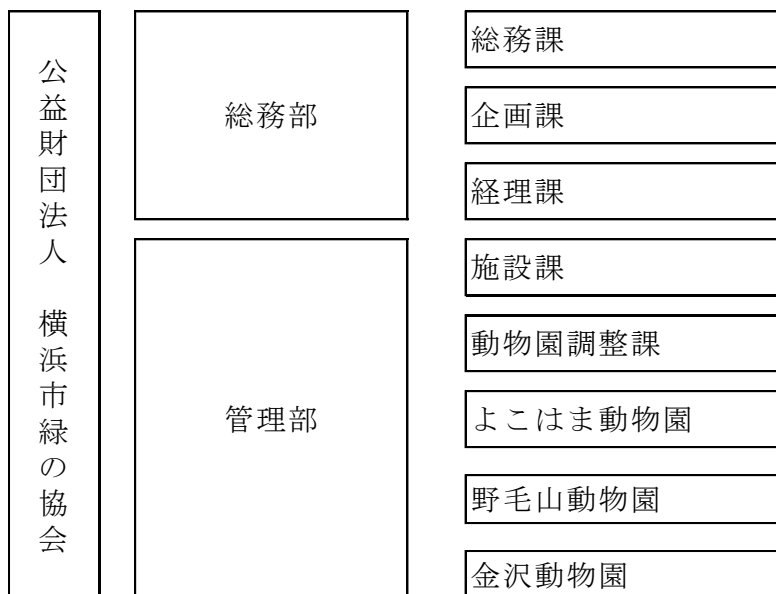 公益財団法人　横浜市緑の協会
総務部
総務課
企画課
経理課
管理部
施設課
動物園調整課
よこはま動物園
野毛山動物園
金沢動物園